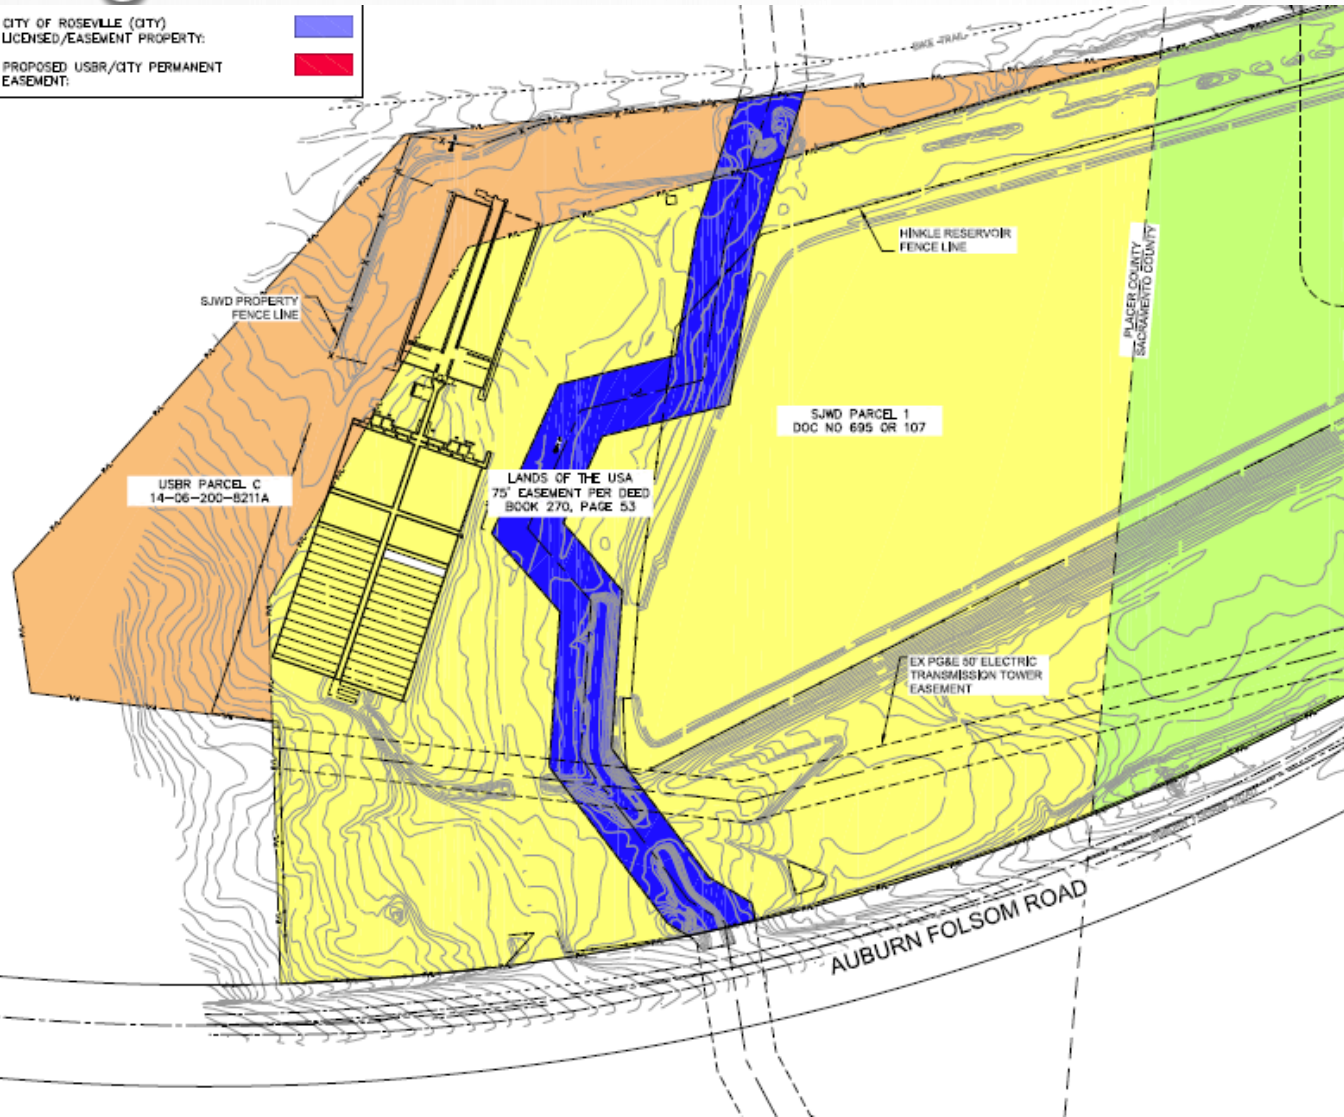 CITY OF ROSEVILLE (CITY)
LICENSED/EASEMENT PROPERTY:
PROPOSED USBR/CITY PERMANENT
EASEMENT:
BIKE TRAIL
HINKLE RESERVOIR
FENCE LINE
PLACER COUNTY
SACRAMENTO COUNTY
SJWD PROPERTY
FENCE LINE
SJWD PARCEL 1
DOC NO 695 OR 107
USBR PARCEL C
14-06-200-8211A
LANDS OF THE USA
75' EASEMENT PER DEED
BOOK 270, PAGE 53
EX PG&E 50' ELECTRIC
TRANSMISSION TOWER
EASEMENT
AUBURN FOLSOM ROAD